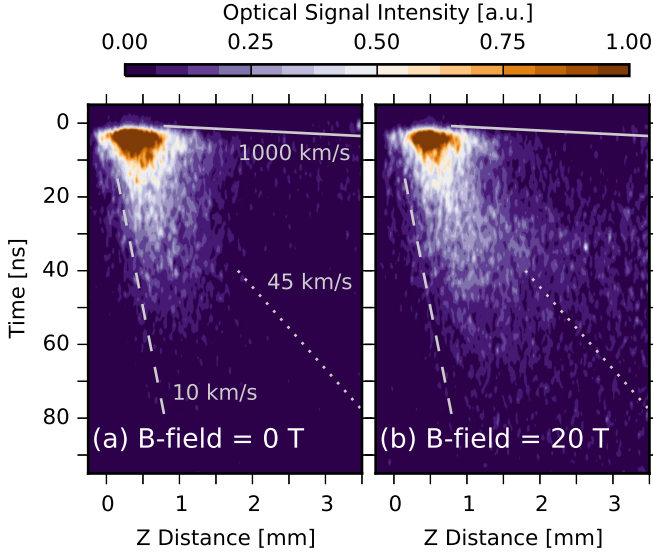 Optical Signal Intensity [a.u.]
0.00 0.25 0.50 0.75 1.00
0
20
40
60
80
Time [ns]
1000 km/s
45 km/s
10 km/s
(a) B-field = 0 T
(b) B-field = 20 T
0 1 2 3
0 1 2 3
Z Distance [mm]
Z Distance [mm]